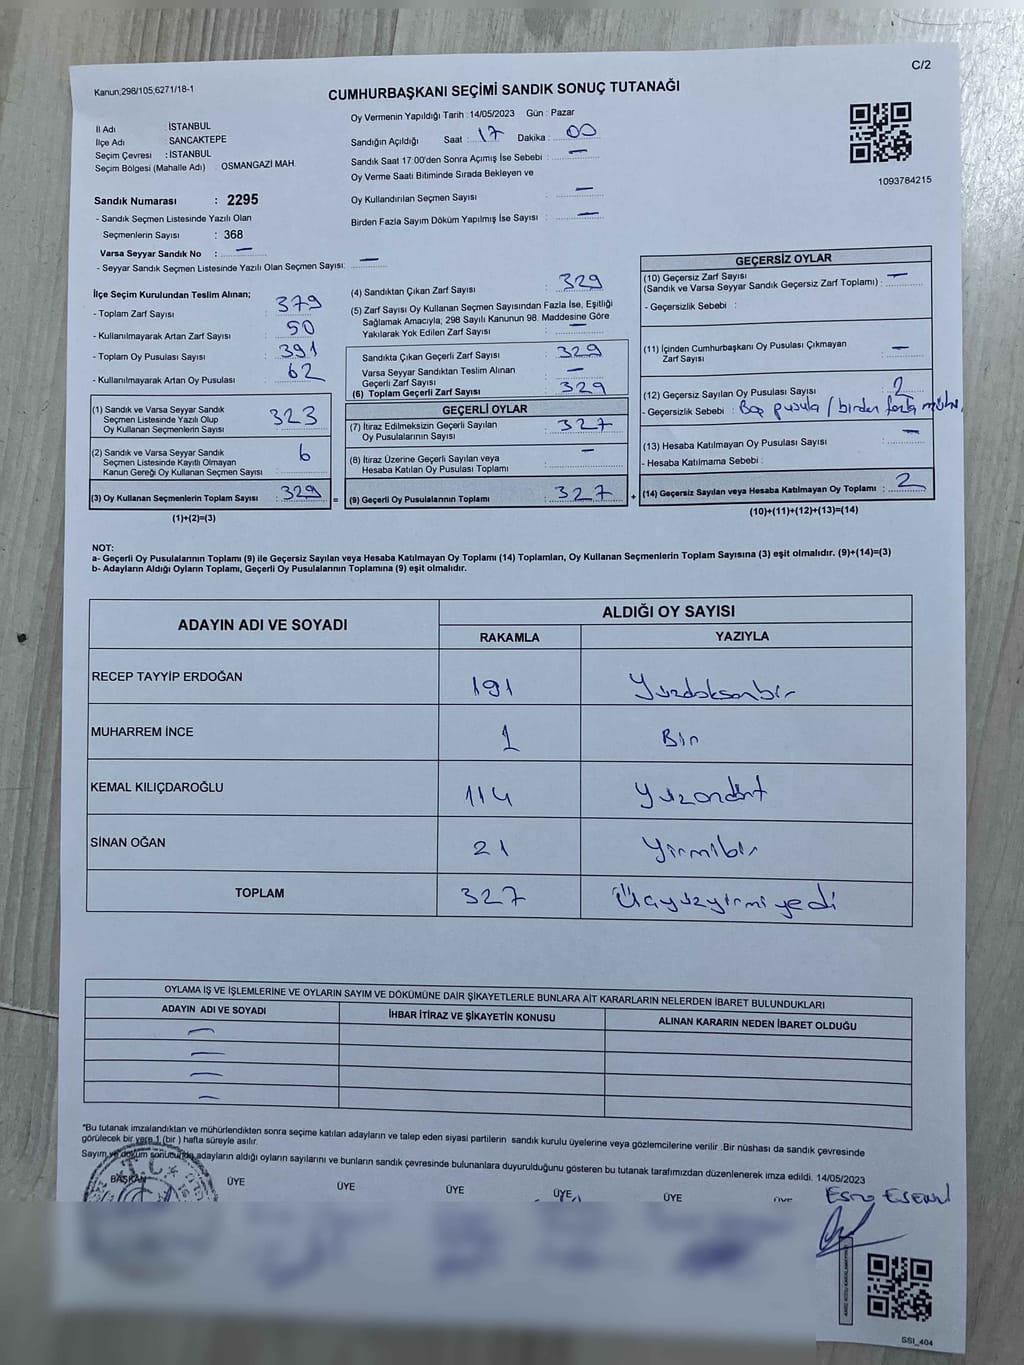 C/2
Kanun;298/105;6271/18-1
CUMHURBAŞKANI SEÇİMİ SANDIK SONUÇ TUTANAĞI
Oy Vermenin Yapıldığı Tarih : 14/05/2023 Gün : Pazar
İl Adı : İSTANBUL
İlçe Adı : SANCAKTEPE
Seçim Çevresi : İSTANBUL
Seçim Bölgesi (Mahalle Adı) : OSMANGAZİ MAH.
Sandık Numarası : 2295
- Sandık Seçmen Listesinde Yazılı Olan
Seçmenlerin Sayısı : 368
Varsa Seyyar Sandık No : —
- Seyyar Sandık Seçmen Listesinde Yazılı Olan Seçmen Sayısı: —
Sandığın Açıldığı Saat : 17 Dakika : 00
Sandık Saat 17:00'den Sonra Açımış İse Sebebi : —
Oy Verme Saati Bitiminde Sırada Bekleyen ve
Oy Kullandırılan Seçmen Sayısı : —
Birden Fazla Sayım Döküm Yapılmış İse Sayısı : —
1093784215
İlçe Seçim Kurulundan Teslim Alınan;
- Toplam Zarf Sayısı : 379
- Kullanılmayarak Artan Zarf Sayısı : 50
- Toplam Oy Pusulası Sayısı : 391
- Kullanılmayarak Artan Oy Pusulası : 62
(1) Sandık ve Varsa Seyyar Sandık
Seçmen Listesinde Yazılı Olup
Oy Kullanan Seçmenlerin Sayısı : 323
(2) Sandık ve Varsa Seyyar Sandık
Seçmen Listesinde Kayıtlı Olmayan
Kanun Gereği Oy Kullanan Seçmen Sayısı : 6
(3) Oy Kullanan Seçmenlerin Toplam Sayısı : 329 =
(1)+(2)=(3)
(4) Sandıktan Çıkan Zarf Sayısı : 329
(5) Zarf Sayısı Oy Kullanan Seçmen Sayısından Fazla İse, Eşitliği
Sağlamak Amacıyla; 298 Sayılı Kanunun 98. Maddesine Göre
Yakılarak Yok Edilen Zarf Sayısı : —
Sandıkta Çıkan Geçerli Zarf Sayısı : 329
Varsa Seyyar Sandıktan Teslim Alınan
Geçerli Zarf Sayısı : —
(6) Toplam Geçerli Zarf Sayısı : 329
GEÇERLİ OYLAR
(7) İtiraz Edilmeksizin Geçerli Sayılan
Oy Pusulalarının Sayısı : 327
(8) İtiraz Üzerine Geçerli Sayılan veya
Hesaba Katılan Oy Pusulası Toplamı : —
(9) Geçerli Oy Pusulalarının Toplamı : 327 +
GEÇERSİZ OYLAR
(10) Geçersiz Zarf Sayısı
(Sandık ve Varsa Seyyar Sandık Geçersiz Zarf Toplamı) : —
- Geçersizlik Sebebi :
(11) İçinden Cumhurbaşkanı Oy Pusulası Çıkmayan
Zarf Sayısı : —
(12) Geçersiz Sayılan Oy Pusulası Sayısı : 2
- Geçersizlik Sebebi : Boş pusula / birden fazla mühür
(13) Hesaba Katılmayan Oy Pusulası Sayısı : —
- Hesaba Katılmama Sebebi :
(14) Geçersiz Sayılan veya Hesaba Katılmayan Oy Toplamı : 2
(10)+(11)+(12)+(13)=(14)
NOT:
a- Geçerli Oy Pusulalarının Toplamı (9) ile Geçersiz Sayılan veya Hesaba Katılmayan Oy Toplamı (14) Toplamları, Oy Kullanan Seçmenlerin Toplam Sayısına (3) eşit olmalıdır. (9)+(14)=(3)
b- Adayların Aldığı Oyların Toplamı, Geçerli Oy Pusulalarının Toplamına (9) eşit olmalıdır.
ADAYIN ADI VE SOYADI
ALDIĞI OY SAYISI
RAKAMLA YAZIYLA
RECEP TAYYİP ERDOĞAN 191 Yüzdoksanbir
MUHARREM İNCE 1 Bir
KEMAL KILIÇDAROĞLU 114 Yüzondört
SİNAN OĞAN 21 Yirmibir
TOPLAM 327 Üçyüzyirmiyedi
OYLAMA İŞ VE İŞLEMLERİNE VE OYLARIN SAYIM VE DÖKÜMÜNE DAİR ŞİKAYETLERLE BUNLARA AİT KARARLARIN NELERDEN İBARET BULUNDUKLARI
ADAYIN ADI VE SOYADI İHBAR İTİRAZ VE ŞİKAYETİN KONUSU ALINAN KARARIN NEDEN İBARET OLDUĞU
—
—
—
—
*Bu tutanak imzalandıktan ve mühürlendikten sonra seçime katılan adayların ve talep eden siyasi partilerin sandık kurulu üyelerine veya gözlemcilerine verilir .Bir nüshası da sandık çevresinde
görülecek bir yere 1 (bir ) hafta süreyle asılır.
Sayım ve döküm sonucunda adayların aldığı oyların sayılarını ve bunların sandık çevresinde bulunanlara duyurulduğunu gösteren bu tutanak tarafımızdan düzenlenerek imza edildi. 14/05/2023
BAŞKAN ÜYE ÜYE ÜYE ÜYE ÜYE
T.C.
SSI_404